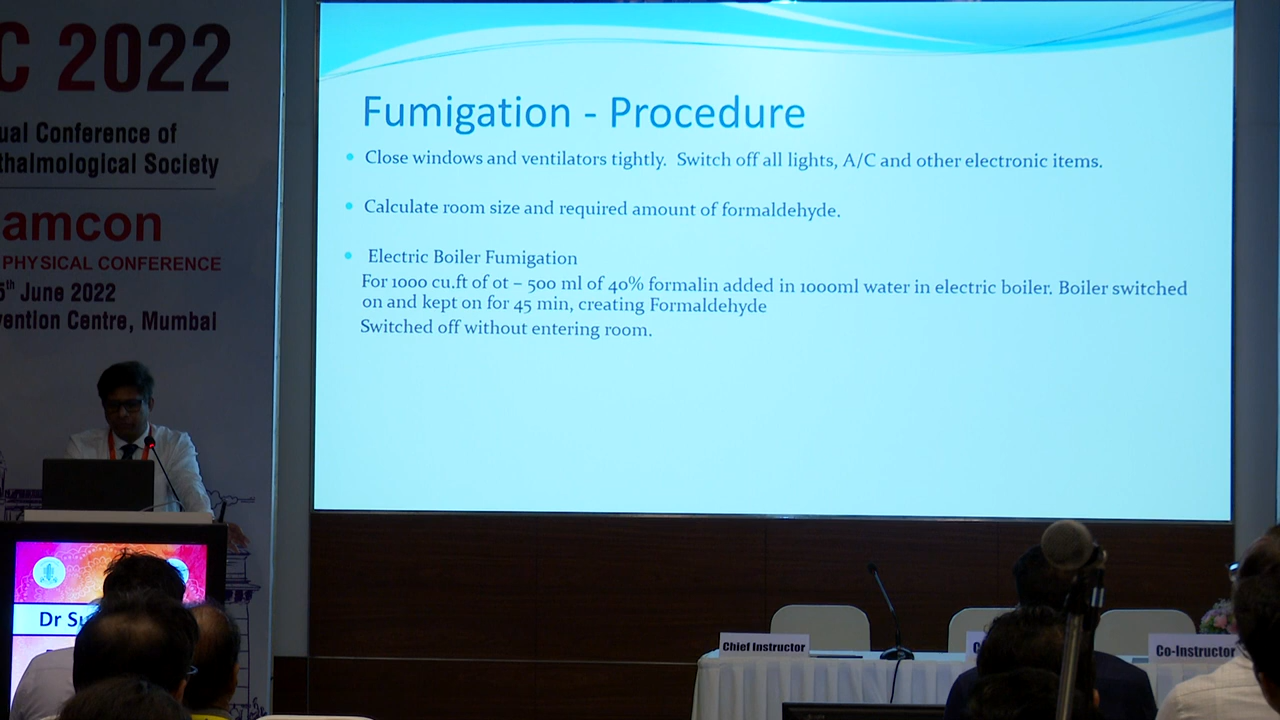 C 2022
ual Conference of
thalmological Society
amcon
PHYSICAL CONFERENCE
5th June 2022
vention Centre, Mumbai
Fumigation - Procedure
Close windows and ventilators tightly. Switch off all lights, A/C and other electronic items.
Calculate room size and required amount of formaldehyde.
Electric Boiler Fumigation
For 1000 cu.ft of ot – 500 ml of 40% formalin added in 1000ml water in electric boiler. Boiler switched
on and kept on for 45 min, creating Formaldehyde
Switched off without entering room.
Dr Su
Chief Instructor
Co-Instructor